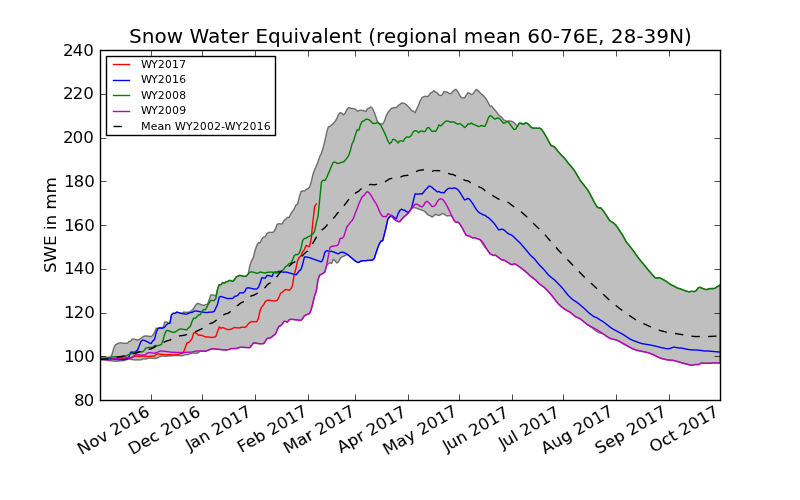 Snow Water Equivalent (regional mean 60-76E, 28-39N)
240
220
200
180
160
140
120
100
80
SWE in mm
WY2017
WY2016
WY2008
WY2009
Mean WY2002-WY2016
Nov 2016
Dec 2016
Jan 2017
Feb 2017
Mar 2017
Apr 2017
May 2017
Jun 2017
Jul 2017
Aug 2017
Sep 2017
Oct 2017